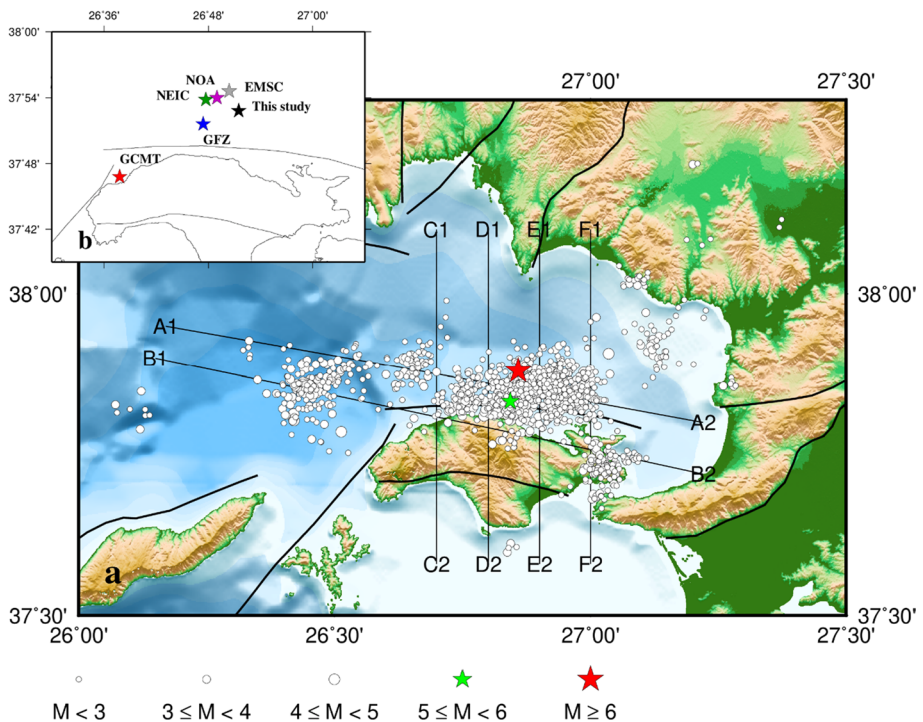 26˚36' 26˚48' 27˚00'
38˚00'
37˚54'
37˚48'
37˚42'
NOA
EMSC
NEIC
This study
GFZ
GCMT
b
27˚00' 27˚30'
C1 D1 E1 F1
38˚00' 38˚00'
A1
B1
A2
B2
C2 D2 E2 F2
a
37˚30' 37˚30'
26˚00' 26˚30' 27˚00' 27˚30'
M < 3 3 ≤ M < 4 4 ≤ M < 5 5 ≤ M < 6 M ≥ 6